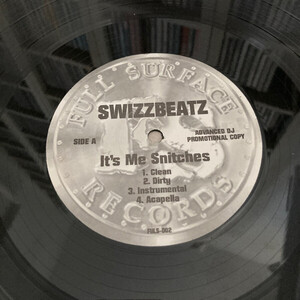 FULL SURFACE
SWIZZBEATZ
SIDE A
ADVANCED DJ
PROMOTIONAL COPY
It's Me Snitches
1. Clean
2. Dirty
3. Instrumental
4. Acapella
RECORDS